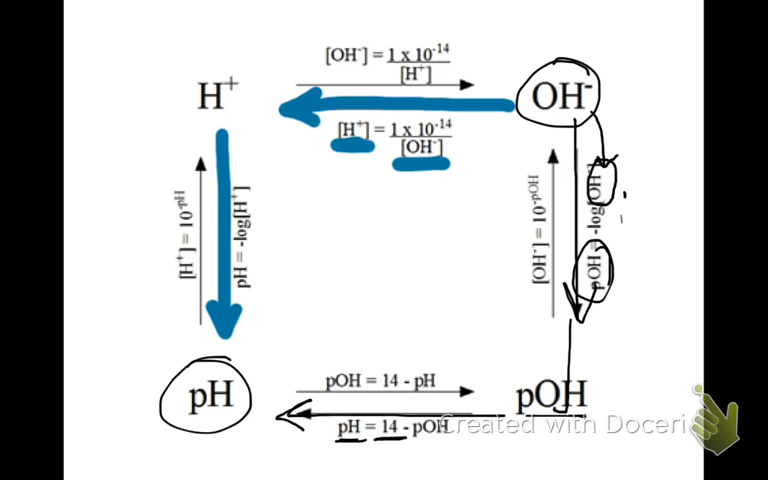 [OH⁻] = 1 x 10⁻¹⁴
[H⁺]
H⁺
OH⁻
[H⁺] = 1 x 10⁻¹⁴
[OH⁻]
[H⁺] = 10⁻ᵖᴴ
pH = -log[H⁺]
[OH⁻] = 10⁻ᵖᴼᴴ
pOH = -log[OH⁻]
pOH = 14 - pH
pH
pOH
pH = 14 - pOH
Created with Doceri